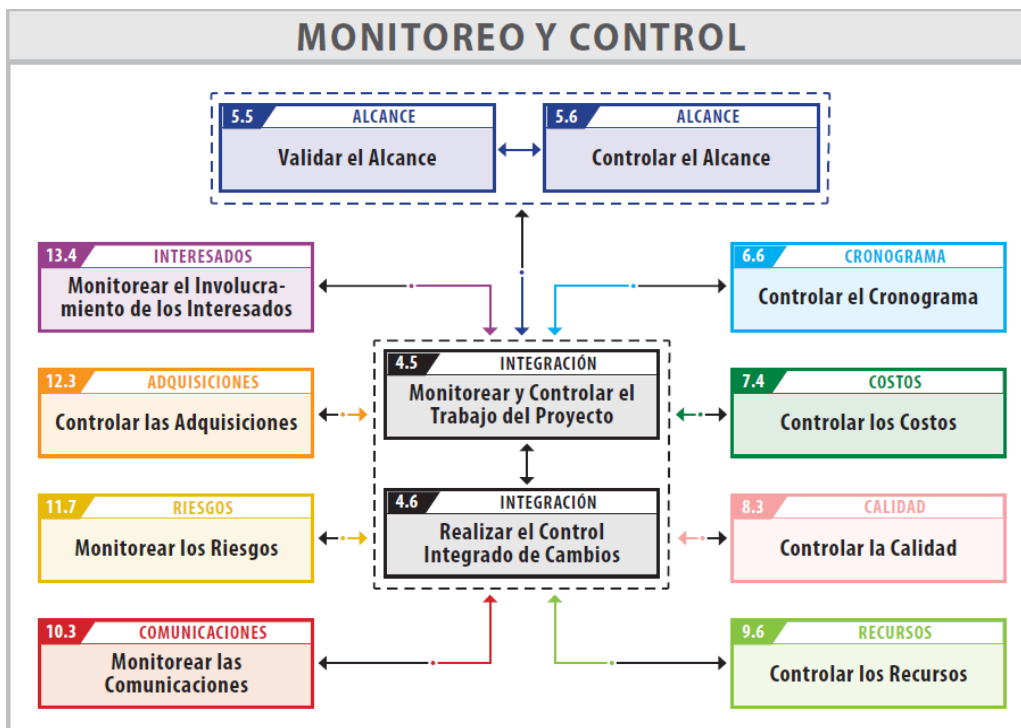 MONITOREO Y CONTROL
5.5 ALCANCE
Validar el Alcance
5.6 ALCANCE
Controlar el Alcance
13.4 INTERESADOS
Monitorear el Involucra-
miento de los Interesados
6.6 CRONOGRAMA
Controlar el Cronograma
4.5 INTEGRACIÓN
Monitorear y Controlar el
Trabajo del Proyecto
12.3 ADQUISICIONES
Controlar las Adquisiciones
7.4 COSTOS
Controlar los Costos
4.6 INTEGRACIÓN
Realizar el Control
Integrado de Cambios
11.7 RIESGOS
Monitorear los Riesgos
8.3 CALIDAD
Controlar la Calidad
10.3 COMUNICACIONES
Monitorear las
Comunicaciones
9.6 RECURSOS
Controlar los Recursos